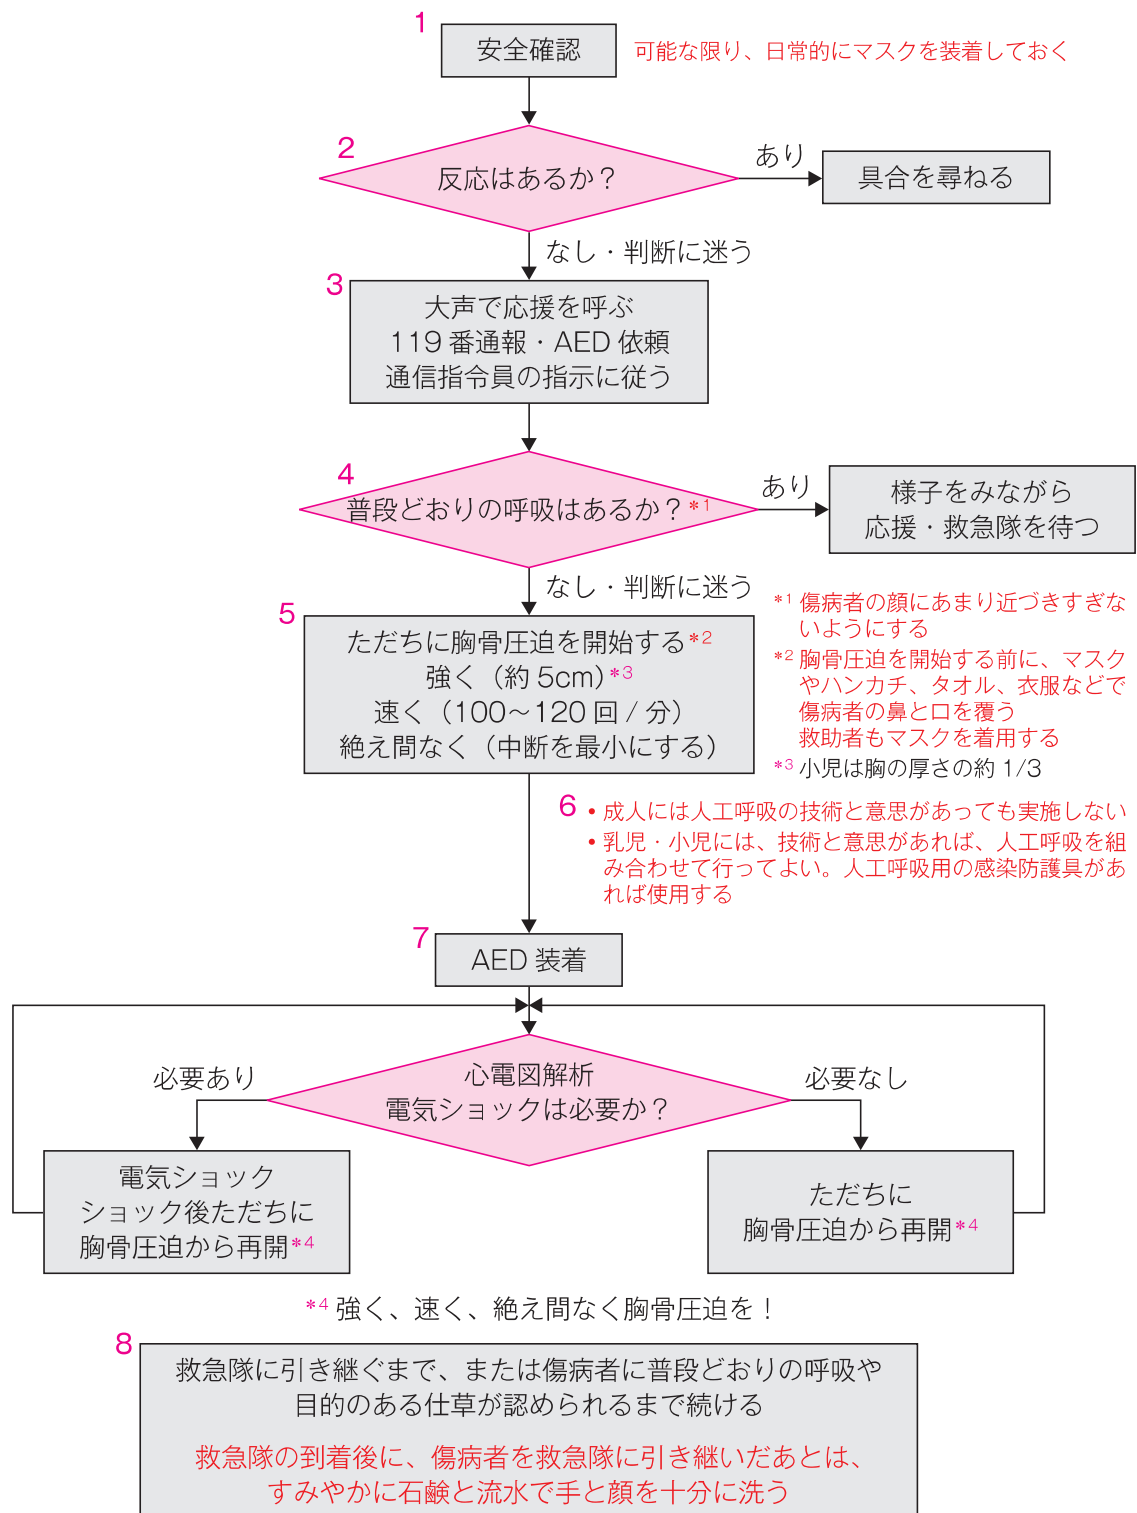 1
安全確認
可能な限り、日常的にマスクを装着しておく
2
反応はあるか？
あり
具合を尋ねる
なし・判断に迷う
3
大声で応援を呼ぶ
119 番通報・AED 依頼
通信指令員の指示に従う
4
普段どおりの呼吸はあるか？*1
あり
様子をみながら
応援・救急隊を待つ
なし・判断に迷う
5
ただちに胸骨圧迫を開始する*2
強く（約 5cm）*3
速く（100～120 回 / 分）
絶え間なく（中断を最小にする）
*1 傷病者の顔にあまり近づきすぎな
いようにする
*2 胸骨圧迫を開始する前に、マスク
やハンカチ、タオル、衣服などで
傷病者の鼻と口を覆う
救助者もマスクを着用する
*3 小児は胸の厚さの約 1/3
6
• 成人には人工呼吸の技術と意思があっても実施しない
• 乳児・小児には、技術と意思があれば、人工呼吸を組
み合わせて行ってよい。人工呼吸用の感染防護具があ
れば使用する
7
AED 装着
心電図解析
電気ショックは必要か？
必要あり
必要なし
電気ショック
ショック後ただちに
胸骨圧迫から再開*4
ただちに
胸骨圧迫から再開*4
*4 強く、速く、絶え間なく胸骨圧迫を！
8
救急隊に引き継ぐまで、または傷病者に普段どおりの呼吸や
目的のある仕草が認められるまで続ける
救急隊の到着後に、傷病者を救急隊に引き継いだあとは、
すみやかに石鹸と流水で手と顔を十分に洗う